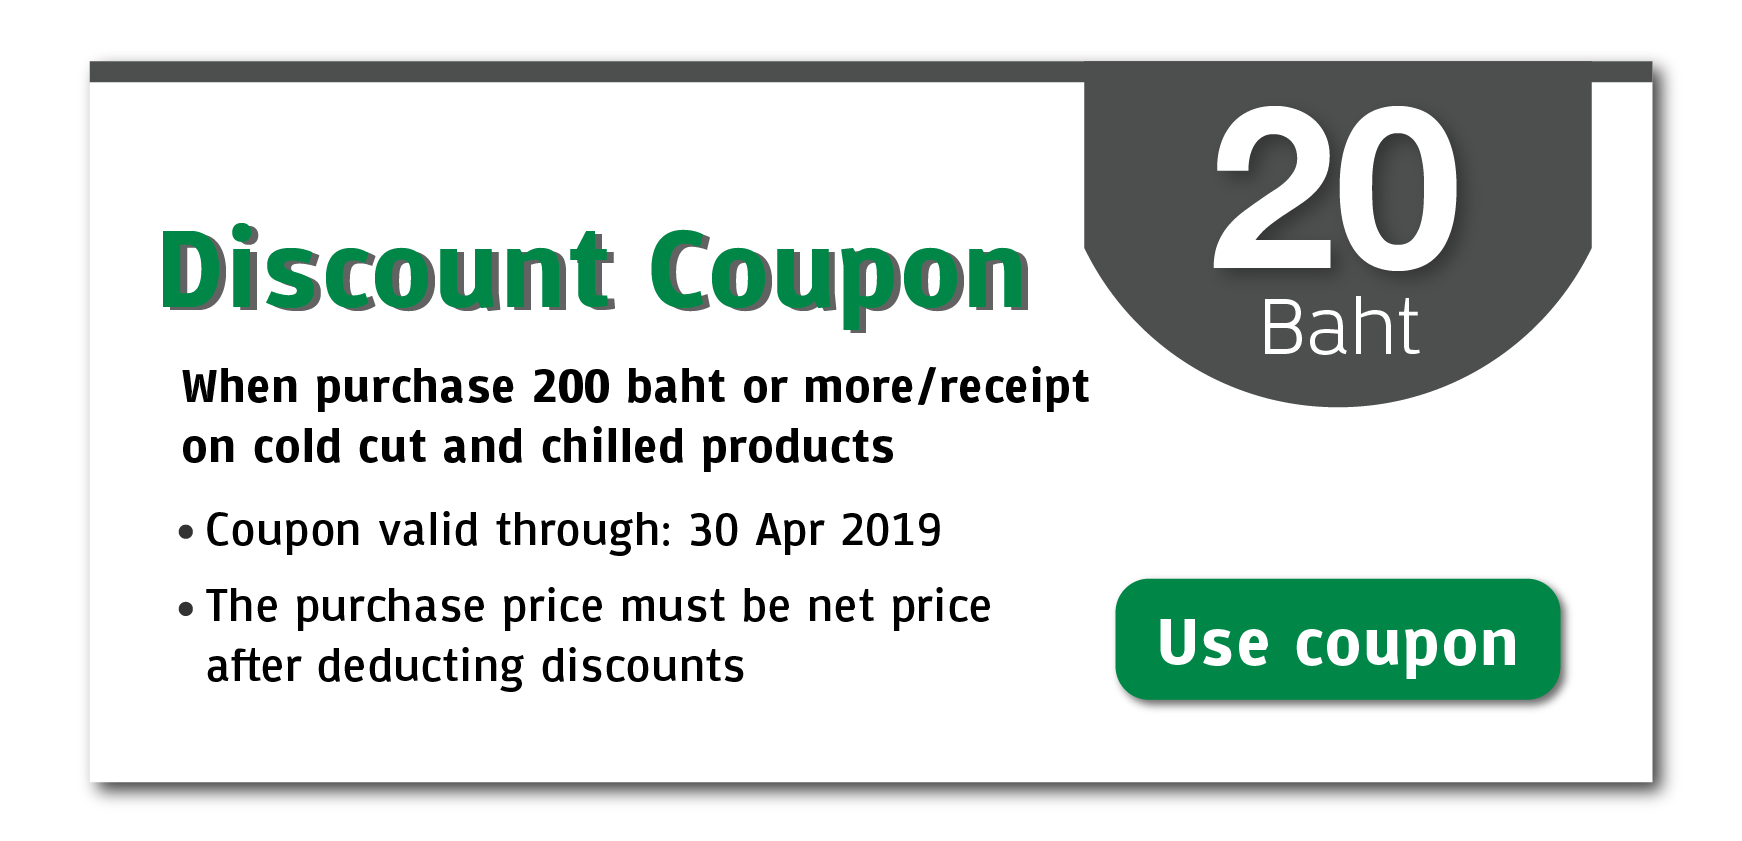 20
Baht
Discount Coupon
When purchase 200 baht or more/receipt
on cold cut and chilled products
• Coupon valid through: 30 Apr 2019
• The purchase price must be net price
after deducting discounts
Use coupon